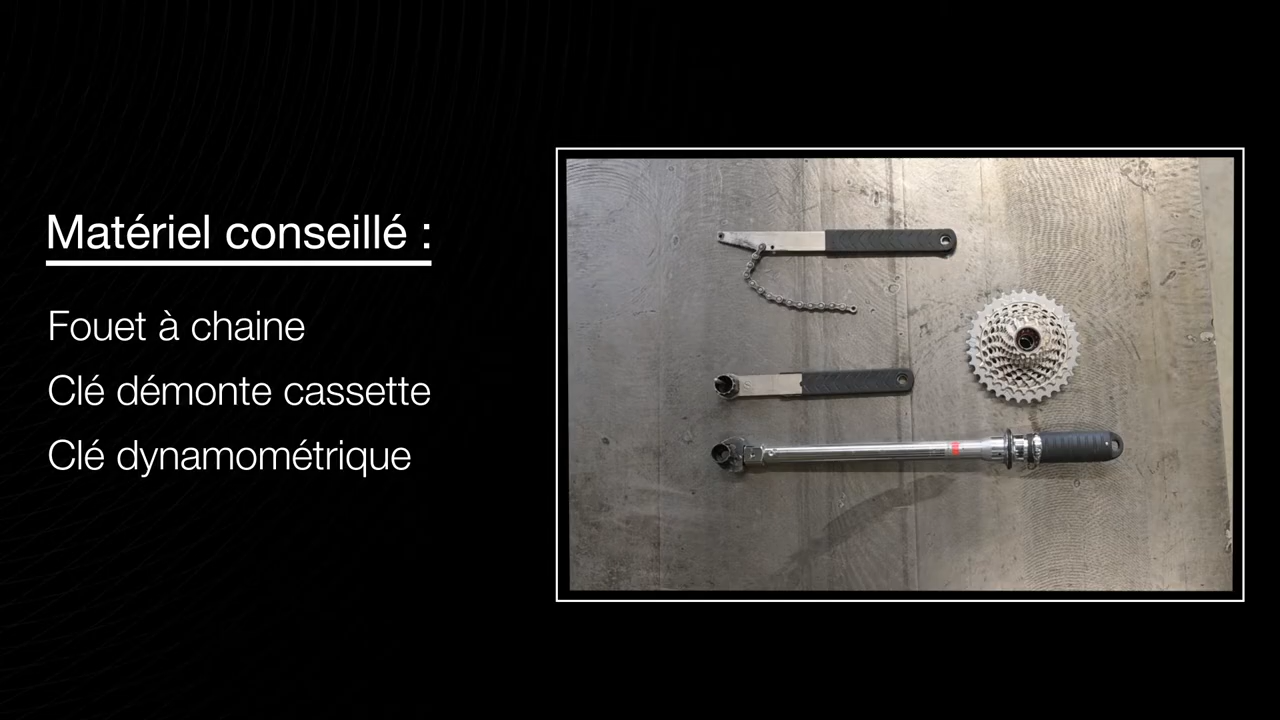 Matériel conseillé :
Fouet à chaine
Clé démonte cassette
Clé dynamométrique